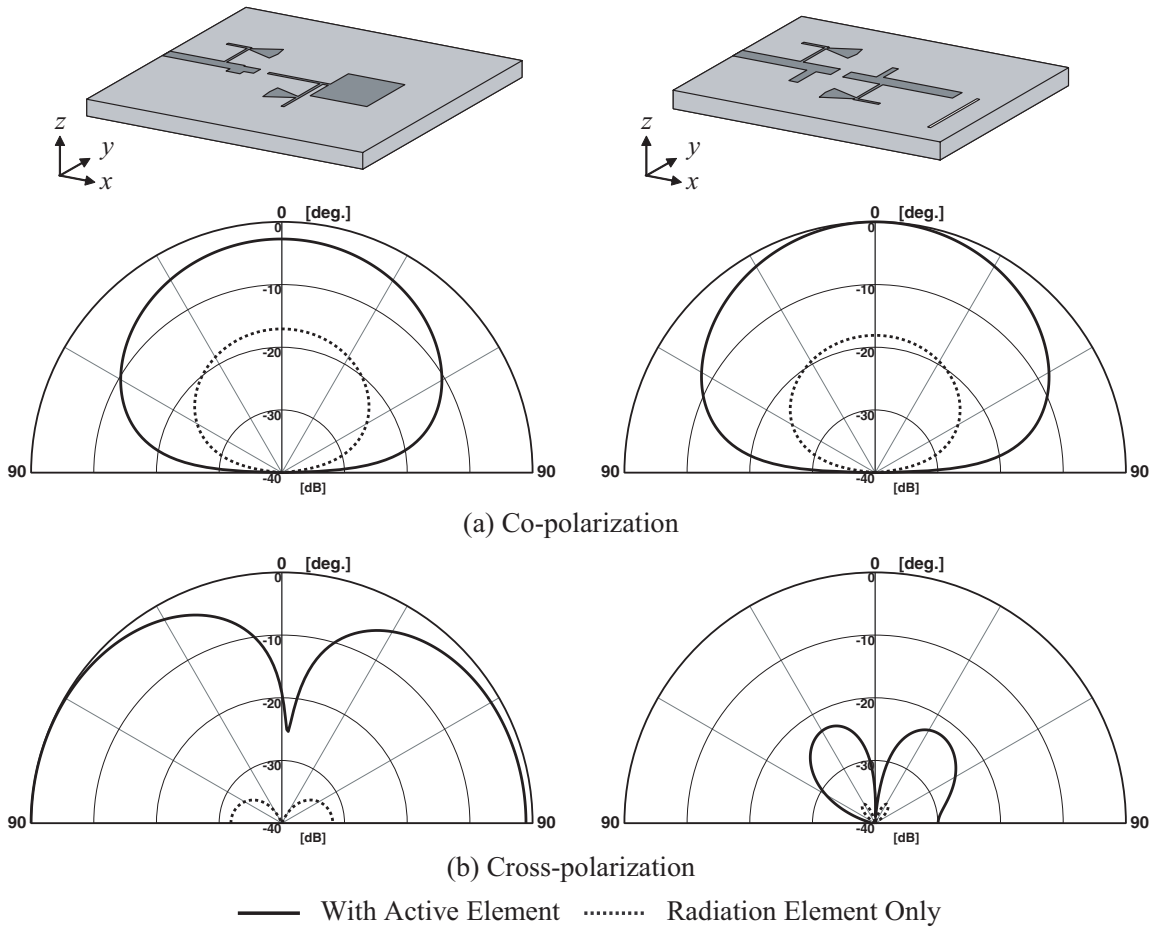 z
y
x
z
y
x
0 [deg.]
0
-10
-20
-30
-40
90
90
[dB]
0 [deg.]
0
-10
-20
-30
-40
90
90
[dB]
(a) Co-polarization
0 [deg.]
0
-10
-20
-30
-40
90
90
[dB]
0 [deg.]
0
-10
-20
-30
-40
90
90
[dB]
(b) Cross-polarization
With Active Element Radiation Element Only